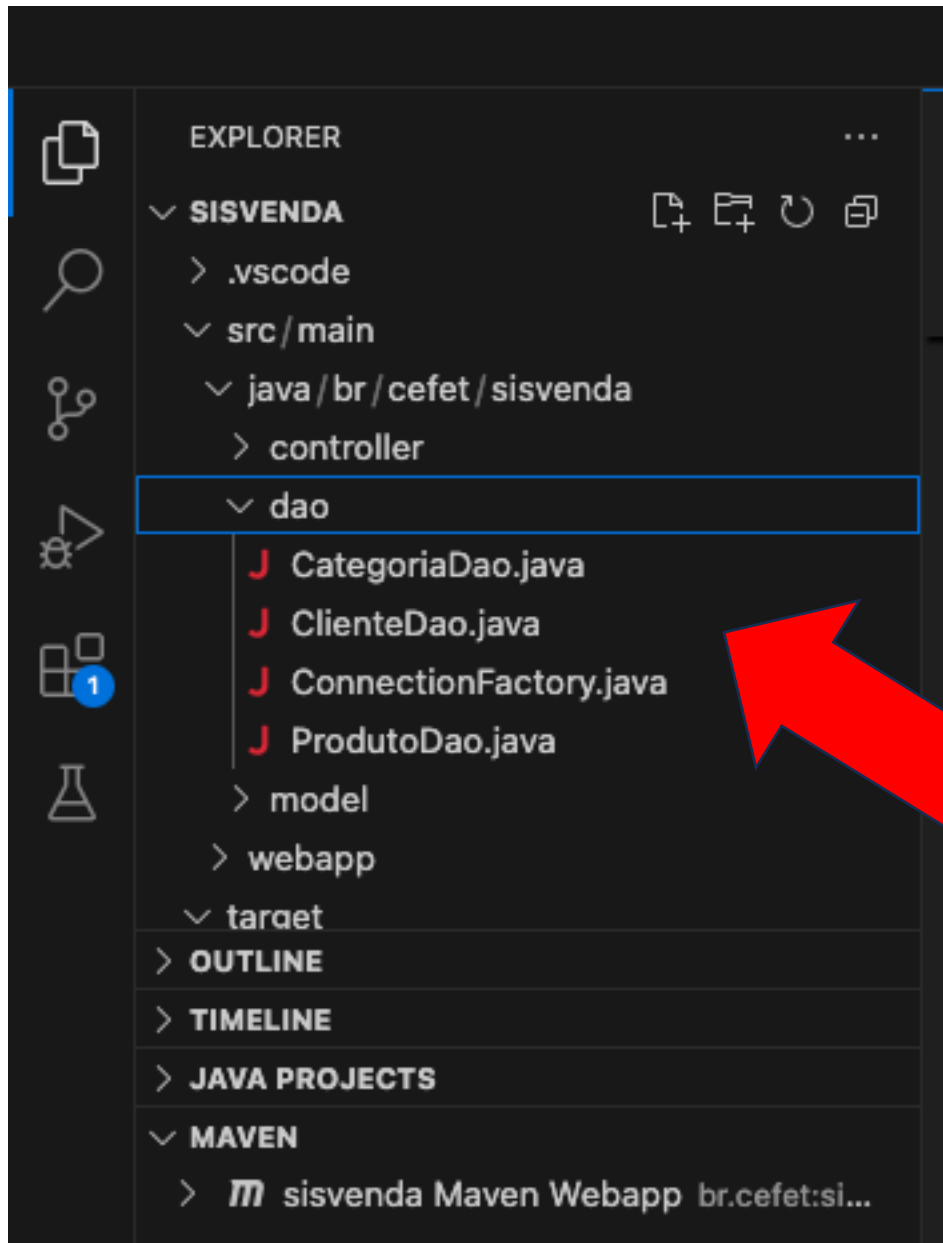 EXPLORER
SISVENDA
.vscode
src/main
java/br/cefet/sisvenda
controller
dao
J CategoriaDao.java
J ClienteDao.java
J ConnectionFactory.java
J ProdutoDao.java
model
webapp
target
OUTLINE
TIMELINE
JAVA PROJECTS
MAVEN
m sisvenda Maven Webapp br.cefet:si...
1